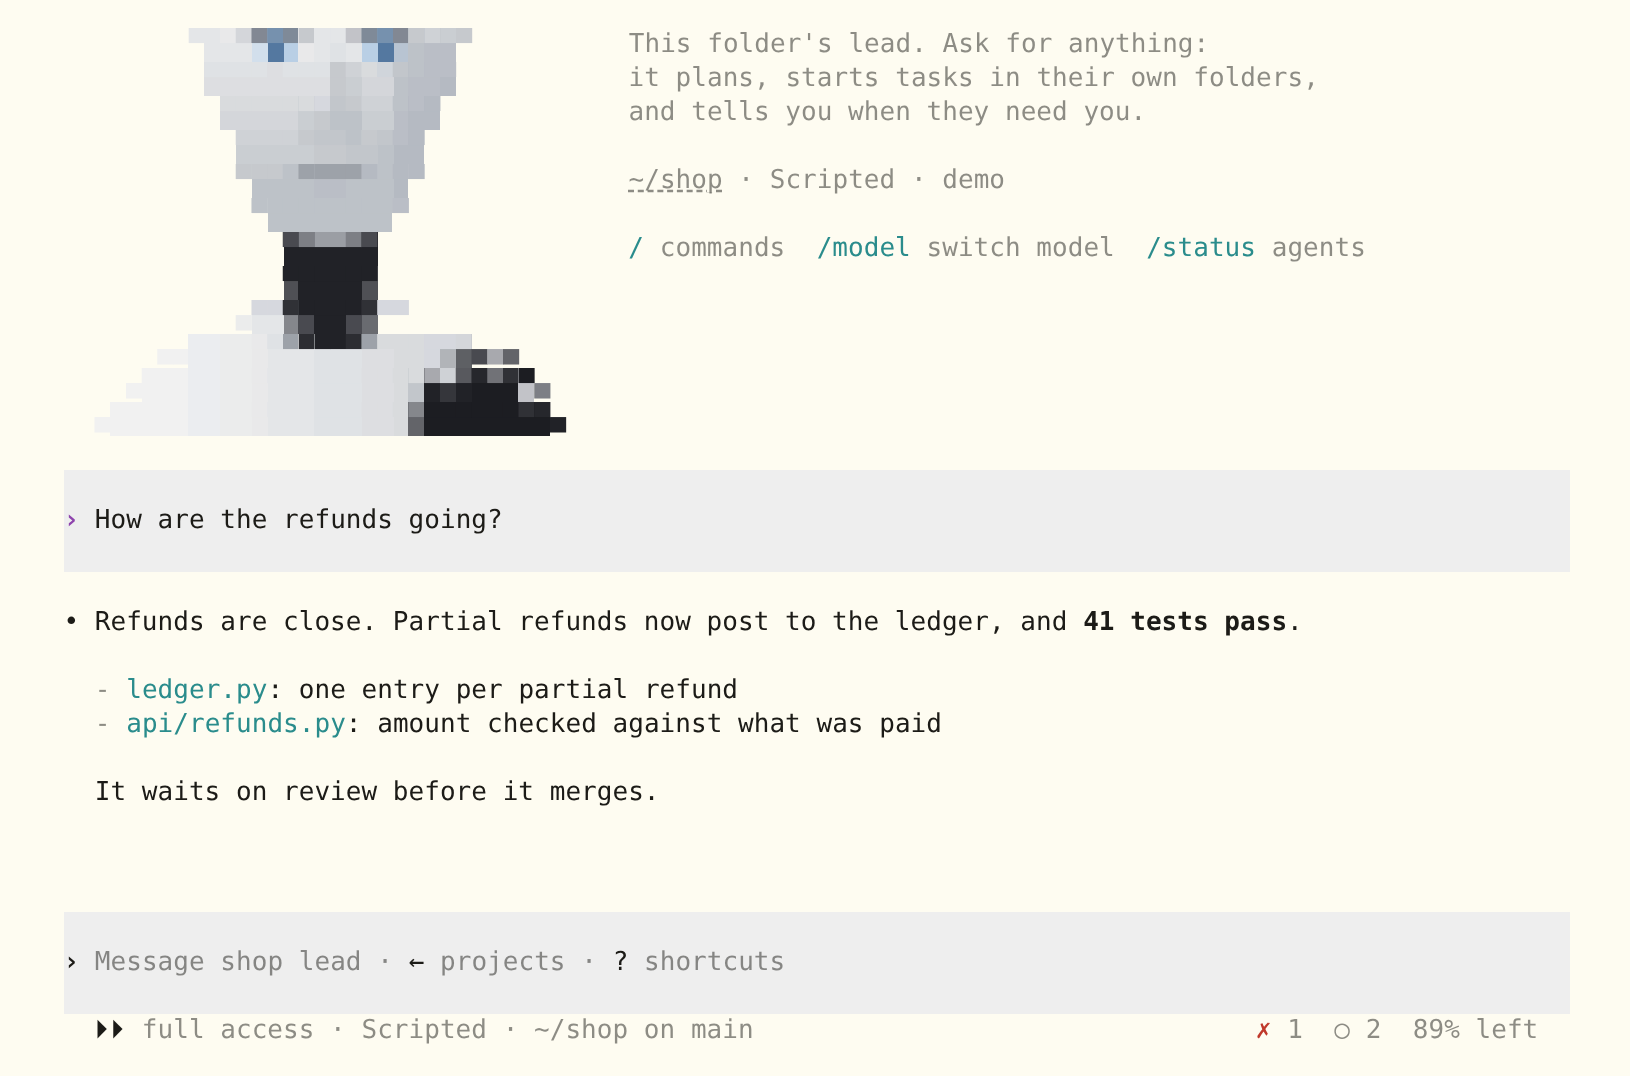 This folder's lead. Ask for anything:
it plans, starts tasks in their own folders,
and tells you when they need you.
~/shop · Scripted · demo
/ commands  /model switch model  /status agents
› How are the refunds going?
• Refunds are close. Partial refunds now post to the ledger, and 41 tests pass.
- ledger.py: one entry per partial refund
- api/refunds.py: amount checked against what was paid
It waits on review before it merges.
› Message shop lead · ← projects · ? shortcuts
⏵⏵ full access · Scripted · ~/shop on main  ✗ 1  ○ 2  89% left